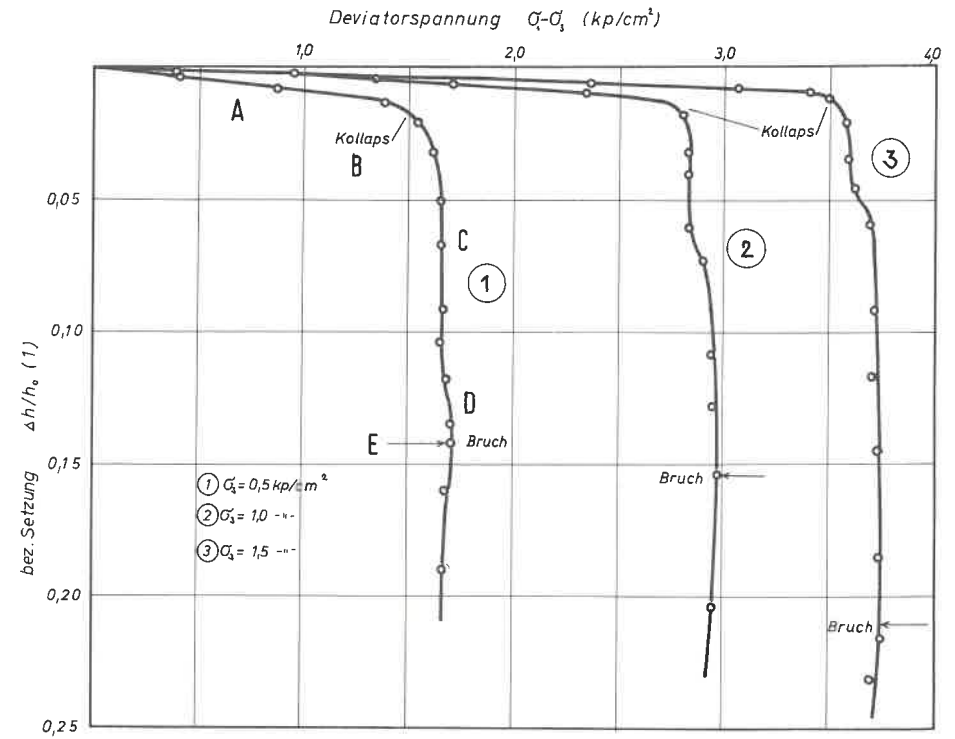 Deviatorspannung σ₁-σ₃ (kp/cm²)
1,0 2,0 3,0 4,0
A
Kollaps
B
Kollaps
3
0,05
C
2
1
0,10
bez. Setzung Δh/h₀ (1)
D
E Bruch
0,15
Bruch
① σ₃ = 0,5 kp/cm²
② σ₃ = 1,0 -"-
③ σ₃ = 1,5 -"-
0,20
Bruch
0,25